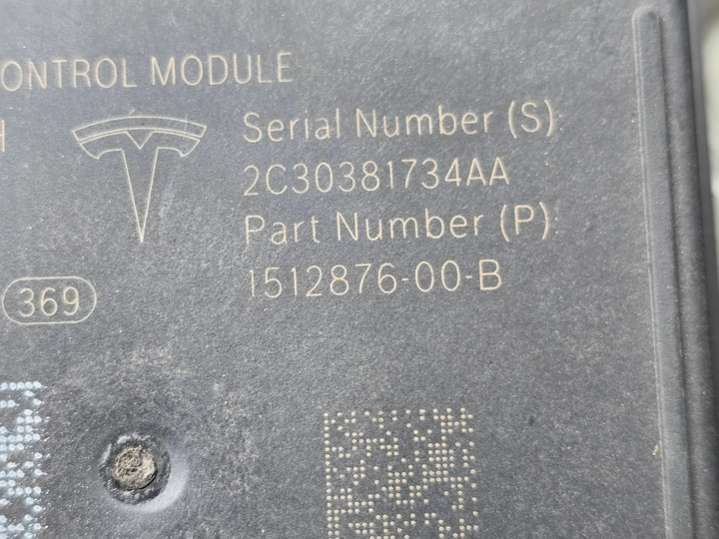 ONTROL MODULE
H
Serial Number (S):
2C30381734AA
Part Number (P):
1512876-00-B
369